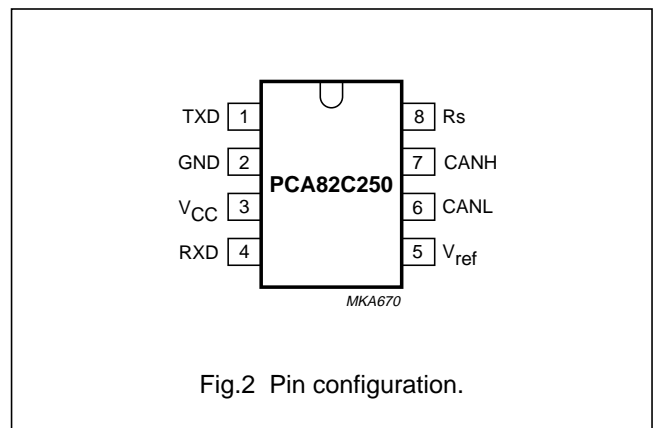 TXD 1 8 Rs
GND 2 7 CANH
PCA82C250
VCC 3 6 CANL
RXD 4 5 Vref
MKA670
Fig.2 Pin configuration.